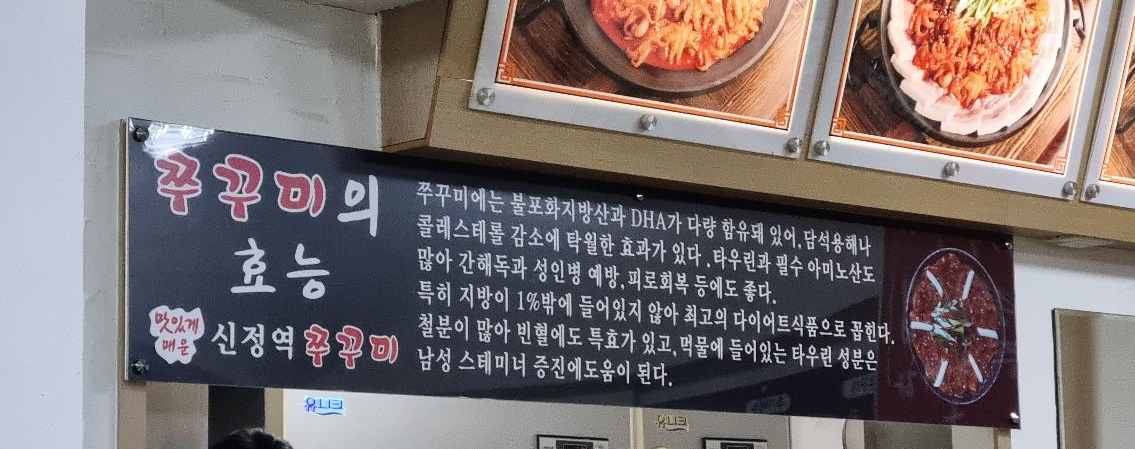 쭈꾸미의
효능
맛있게
매운
신정역 쭈꾸미
쭈꾸미에는 불포화지방산과 DHA가 다량 함유돼 있어, 담석용해나
콜레스테롤 감소에 탁월한 효과가 있다. 타우린과 필수 아미노산도
많아 간해독과 성인병 예방, 피로회복 등에도 좋다.
특히 지방이 1%밖에 들어있지 않아 최고의 다이어트식품으로 꼽힌다.
철분이 많아 빈혈에도 특효가 있고, 먹물에 들어있는 타우린 성분은
남성 스테미너 증진에도움이 된다.
유니크
유니크